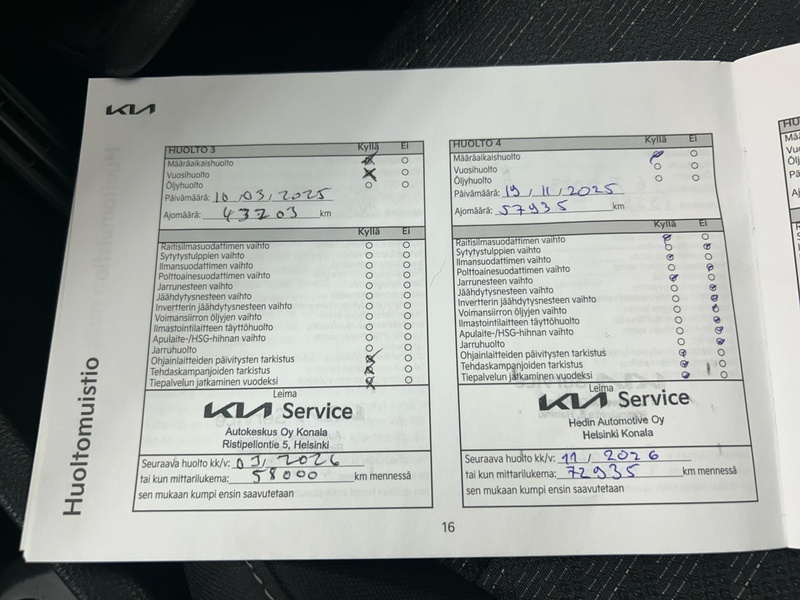 KIA
Huoltomuistio
HUOLTO 3 Kyllä Ei
Määräaikaishuolto
Vuosihuolto
Öljyhuolto
Päivämäärä: 10, 03, 2025
Ajomäärä: 43203 km
Kyllä Ei
Raitisilmasuodattimen vaihto
Sytytystulppien vaihto
Ilmansuodattimen vaihto
Polttoainesuodattimen vaihto
Jarrunesteen vaihto
Jäähdytysnesteen vaihto
Invertterin jäähdytysnesteen vaihto
Voimansiirron öljyjen vaihto
Ilmastointilaitteen täyttöhuolto
Apulaite-/HSG-hihnan vaihto
Jarruhuolto
Ohjainlaitteiden päivitysten tarkistus
Tehdaskampanjoiden tarkistus
Tiepalvelun jatkaminen vuodeksi
Leima
KIA Service
Autokeskus Oy Konala
Ristipellontie 5, Helsinki
Seuraava huolto kk/v: 03, 2026
tai kun mittarilukema: 58000 km mennessä
sen mukaan kumpi ensin saavutetaan
HUOLTO 4 Kyllä Ei
Määräaikaishuolto
Vuosihuolto
Öljyhuolto
Päivämäärä: 19, 11, 2025
Ajomäärä: 57935 km
Kyllä Ei
Raitisilmasuodattimen vaihto
Sytytystulppien vaihto
Ilmansuodattimen vaihto
Polttoainesuodattimen vaihto
Jarrunesteen vaihto
Jäähdytysnesteen vaihto
Invertterin jäähdytysnesteen vaihto
Voimansiirron öljyjen vaihto
Ilmastointilaitteen täyttöhuolto
Apulaite-/HSG-hihnan vaihto
Jarruhuolto
Ohjainlaitteiden päivitysten tarkistus
Tehdaskampanjoiden tarkistus
Tiepalvelun jatkaminen vuodeksi
Leima
KIA Service
Hedin Automotive Oy
Helsinki Konala
Seuraava huolto kk/v: 11, 2026
tai kun mittarilukema: 72935 km mennessä
sen mukaan kumpi ensin saavutetaan
16